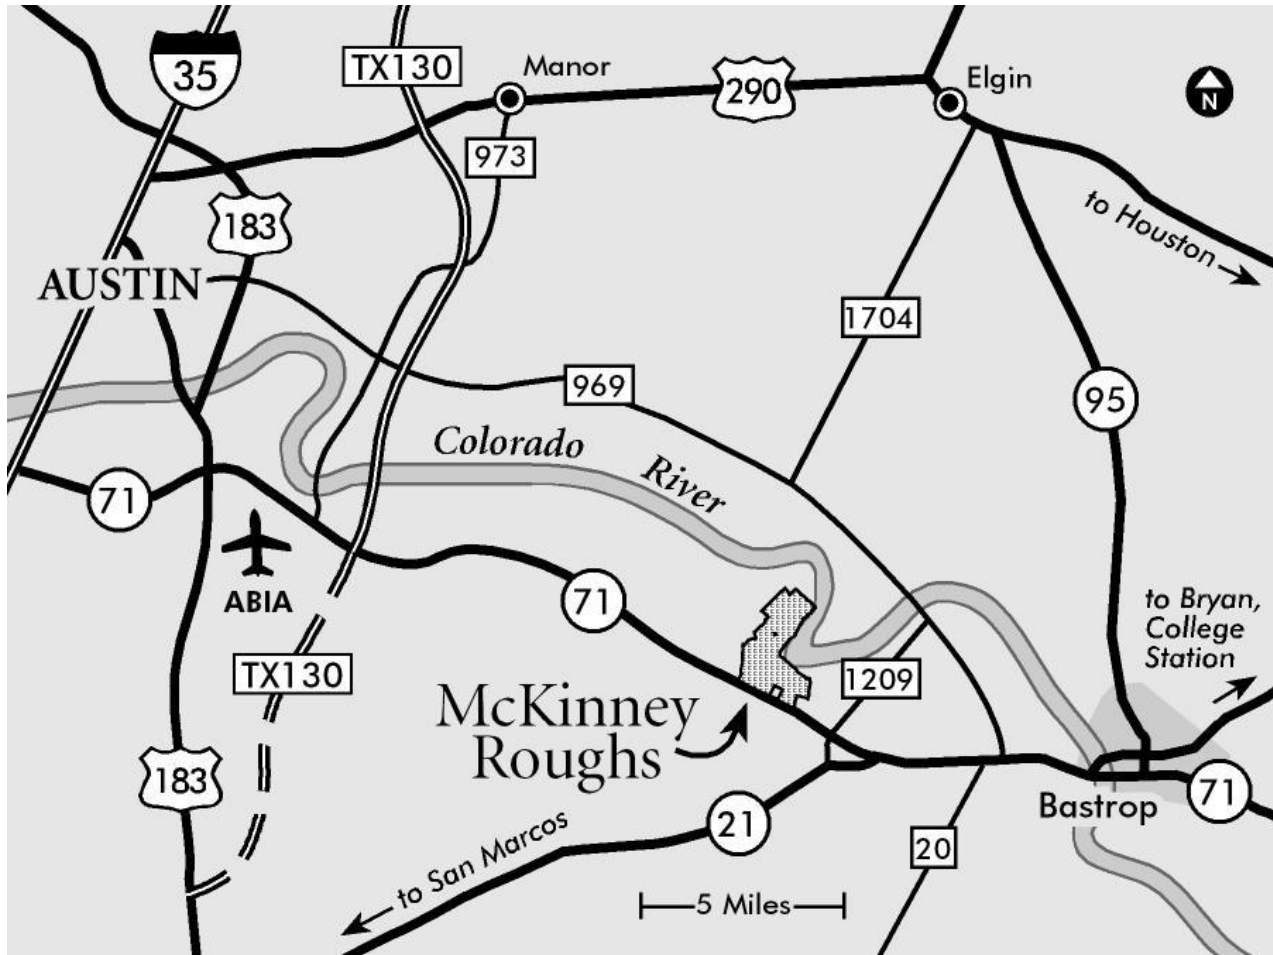 35
TX130
Manor
290
Elgin
N
973
183
to Houston
AUSTIN
1704
969
95
Colorado
River
71
ABIA
71
to Bryan,
College
Station
TX130
1209
McKinney
Roughs
183
Bastrop
71
21
20
to San Marcos
5 Miles